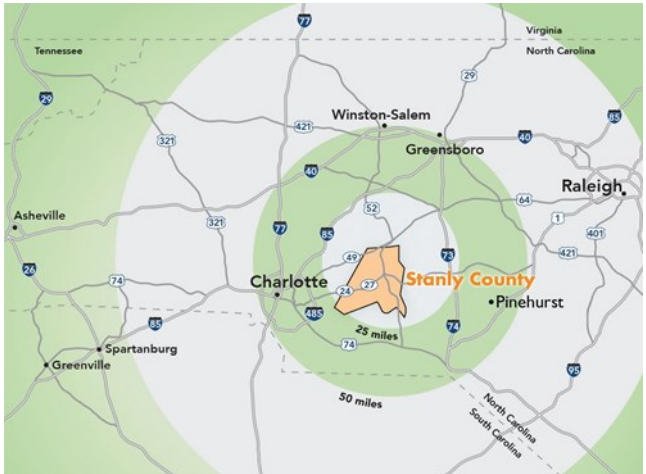 77
Virginia
North Carolina
Tennessee
29
29
85
Winston-Salem
421
40
321
Greensboro
40
Raleigh
64
52
1
321
Asheville
77
85
401
421
49
73
26
Stanly County
74
Charlotte
24
27
Pinehurst
485
85
74
25 miles
74
Spartanburg
Greenville
95
50 miles
North Carolina
South Carolina